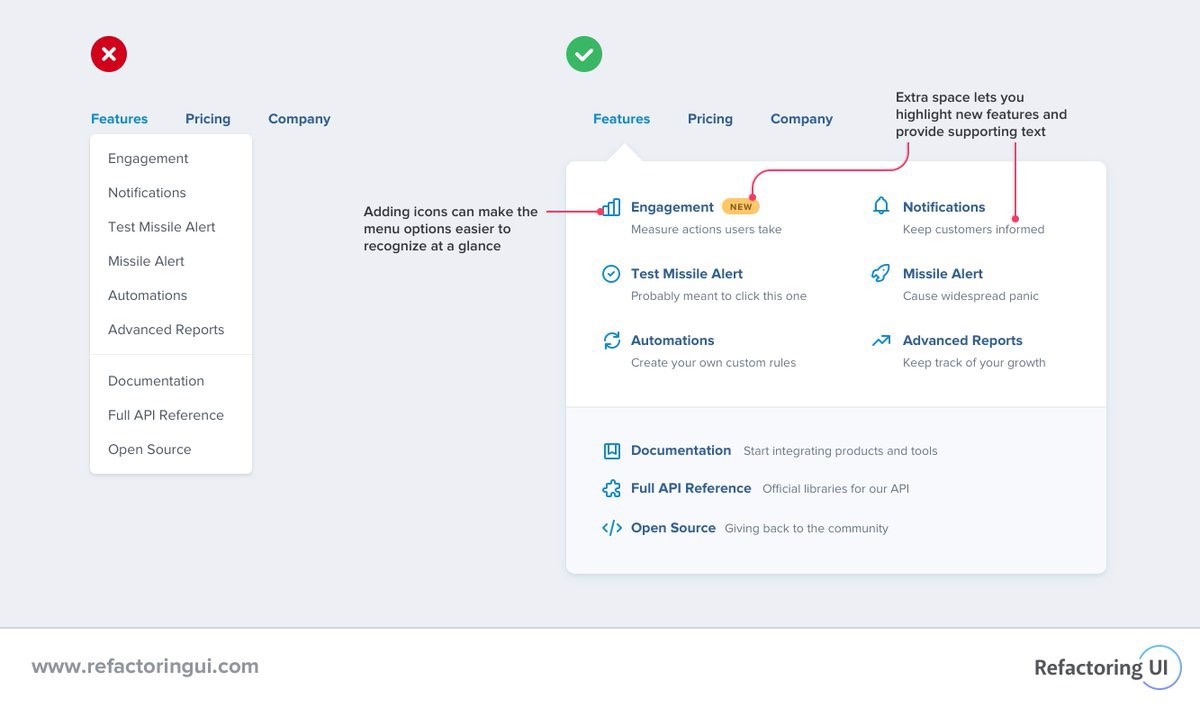 Features Pricing Company
Engagement
Notifications
Test Missile Alert
Missile Alert
Automations
Advanced Reports
Documentation
Full API Reference
Open Source
Features Pricing Company
Extra space lets you
highlight new features and
provide supporting text
Adding icons can make the
menu options easier to
recognize at a glance
Engagement NEW
Measure actions users take
Notifications
Keep customers informed
Test Missile Alert
Probably meant to click this one
Missile Alert
Cause widespread panic
Automations
Create your own custom rules
Advanced Reports
Keep track of your growth
Documentation Start integrating products and tools
Full API Reference Official libraries for our API
Open Source Giving back to the community
www.refactoringui.com
Refactoring UI